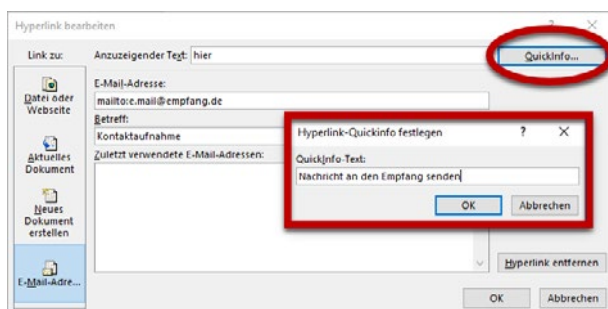 Hyperlink bearbeiten ? ×
Link zu: Anzuzeigender Text: hier QuickInfo...
Datei oder
Webseite
E-Mail-Adresse:
mailto:e.mail@empfang.de
Betreff:
Kontaktaufnahme
Zuletzt verwendete E-Mail-Adressen:
Aktuelles
Dokument
Neues
Dokument
erstellen
E-Mail-Adre...
Hyperlink-Quickinfo festlegen ? ×
QuickInfo-Text:
Nachricht an den Empfang senden
OK Abbrechen
Hyperlink entfernen
OK Abbrechen